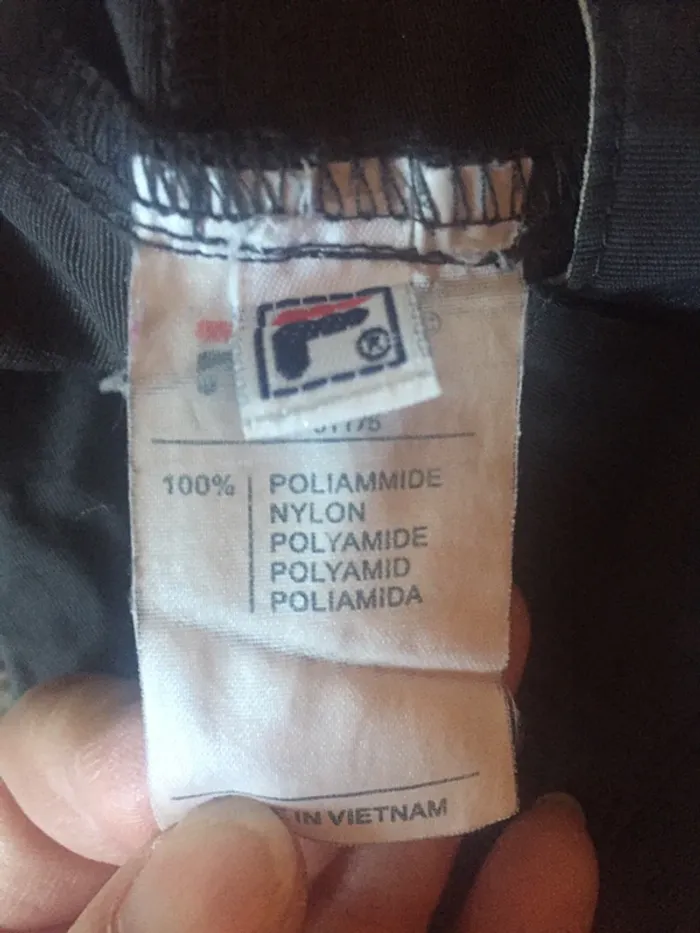 ®
100% POLIAMMIDE
NYLON
POLYAMIDE
POLYAMID
POLIAMIDA
IN VIETNAM